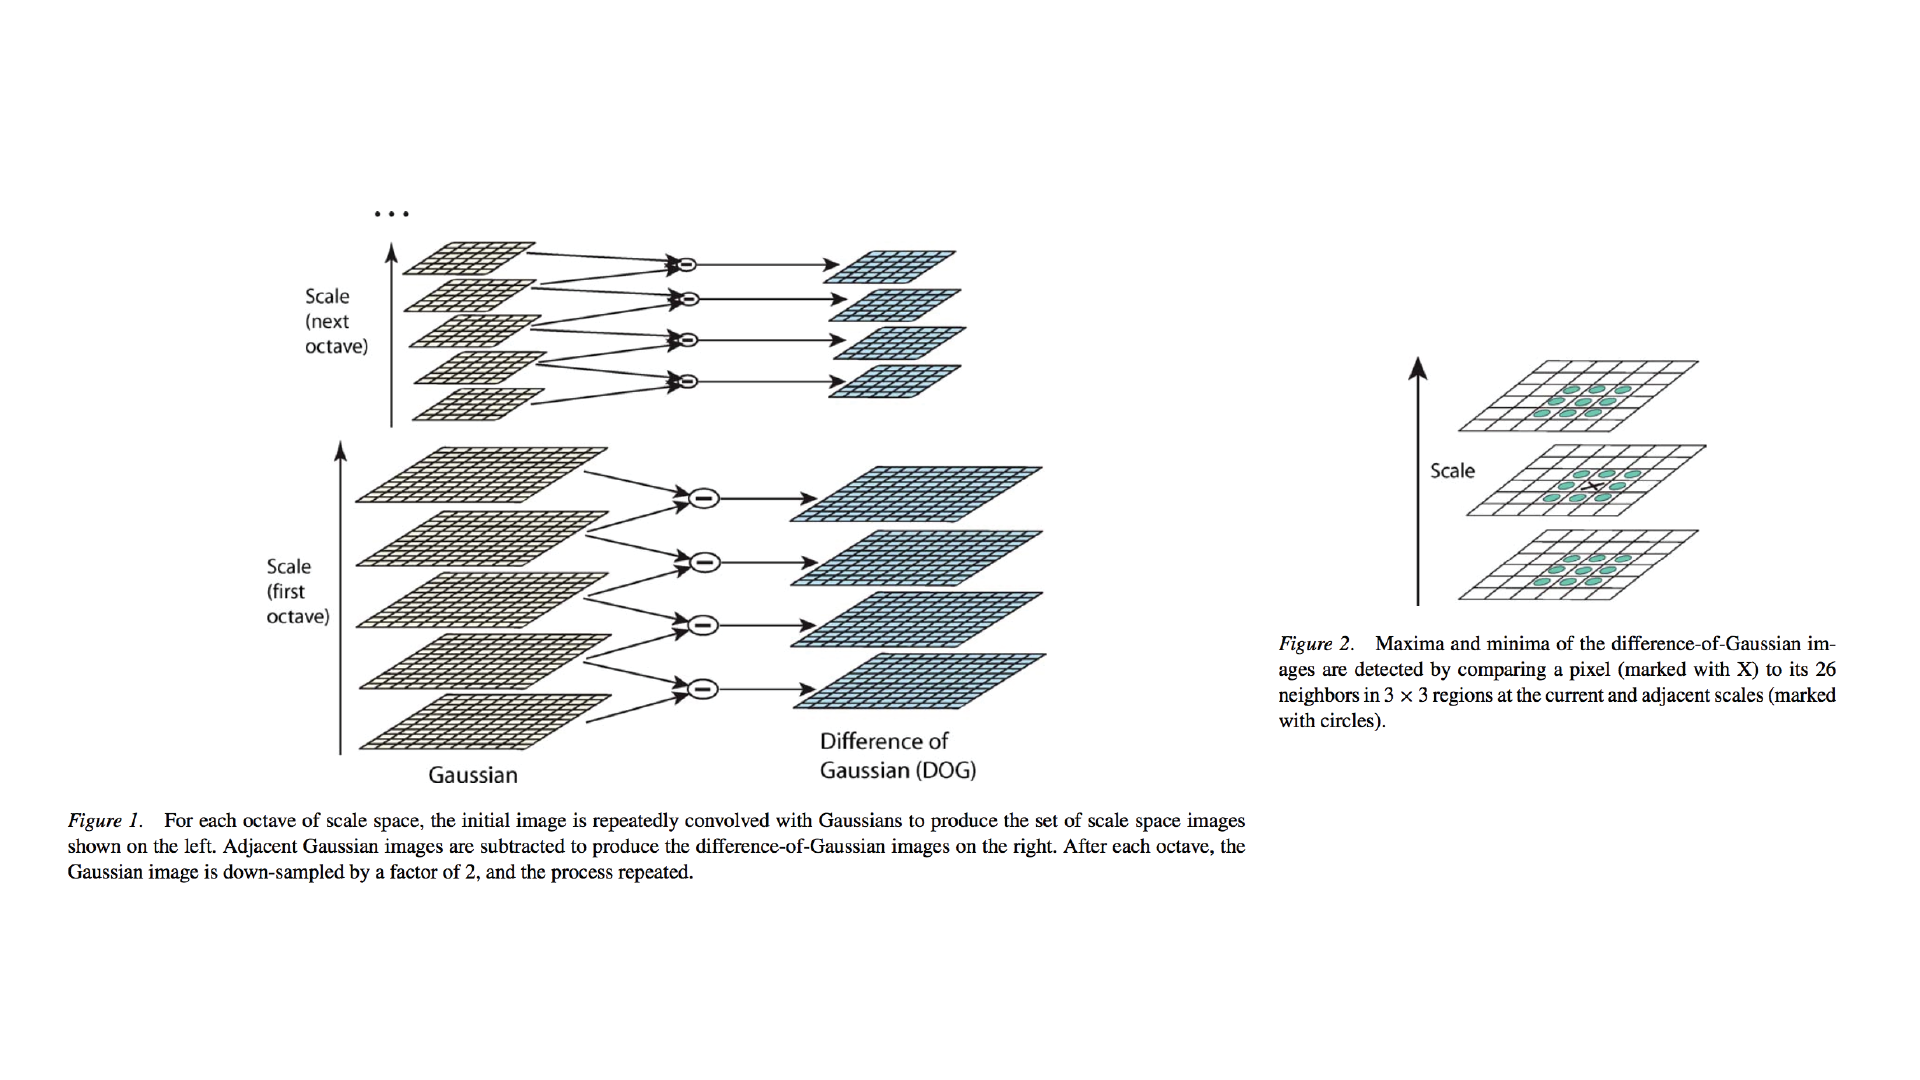 • • •
Scale
(next
octave)
Scale
(first
octave)
Gaussian
Difference of
Gaussian (DOG)
Figure 1. For each octave of scale space, the initial image is repeatedly convolved with Gaussians to produce the set of scale space images
shown on the left. Adjacent Gaussian images are subtracted to produce the difference-of-Gaussian images on the right. After each octave, the
Gaussian image is down-sampled by a factor of 2, and the process repeated.
Scale
X
Figure 2. Maxima and minima of the difference-of-Gaussian im-
ages are detected by comparing a pixel (marked with X) to its 26
neighbors in 3 × 3 regions at the current and adjacent scales (marked
with circles).